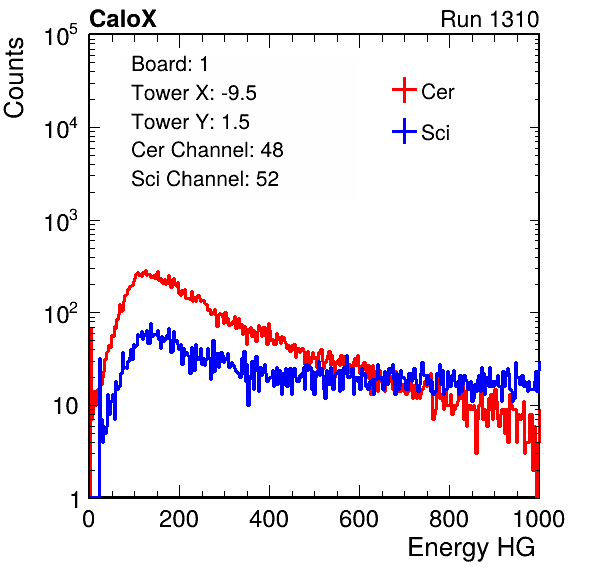 CaloX Run 1310
Counts
10^5
10^4
10^3
10^2
10
1
Board: 1
Tower X: -9.5
Tower Y: 1.5
Cer Channel: 48
Sci Channel: 52
Cer
Sci
0 200 400 600 800 1000
Energy HG